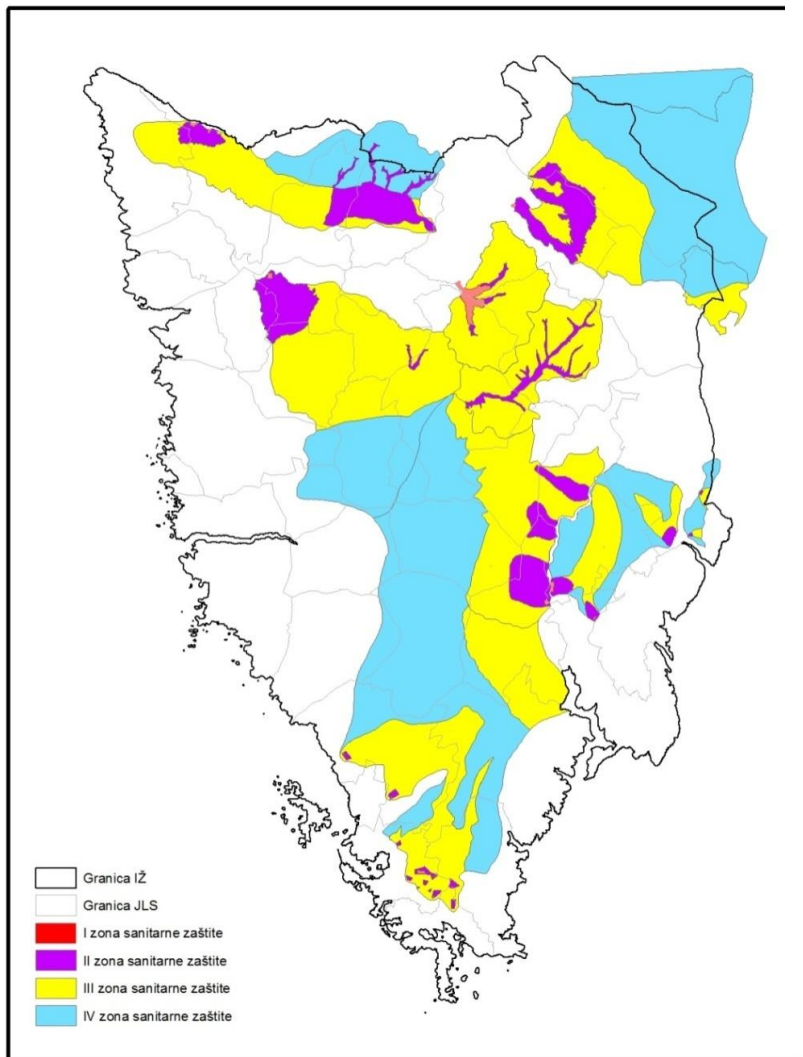 Granica IŽ
Granica JLS
I zona sanitarne zaštite
II zona sanitarne zaštite
III zona sanitarne zaštite
IV zona sanitarne zaštite